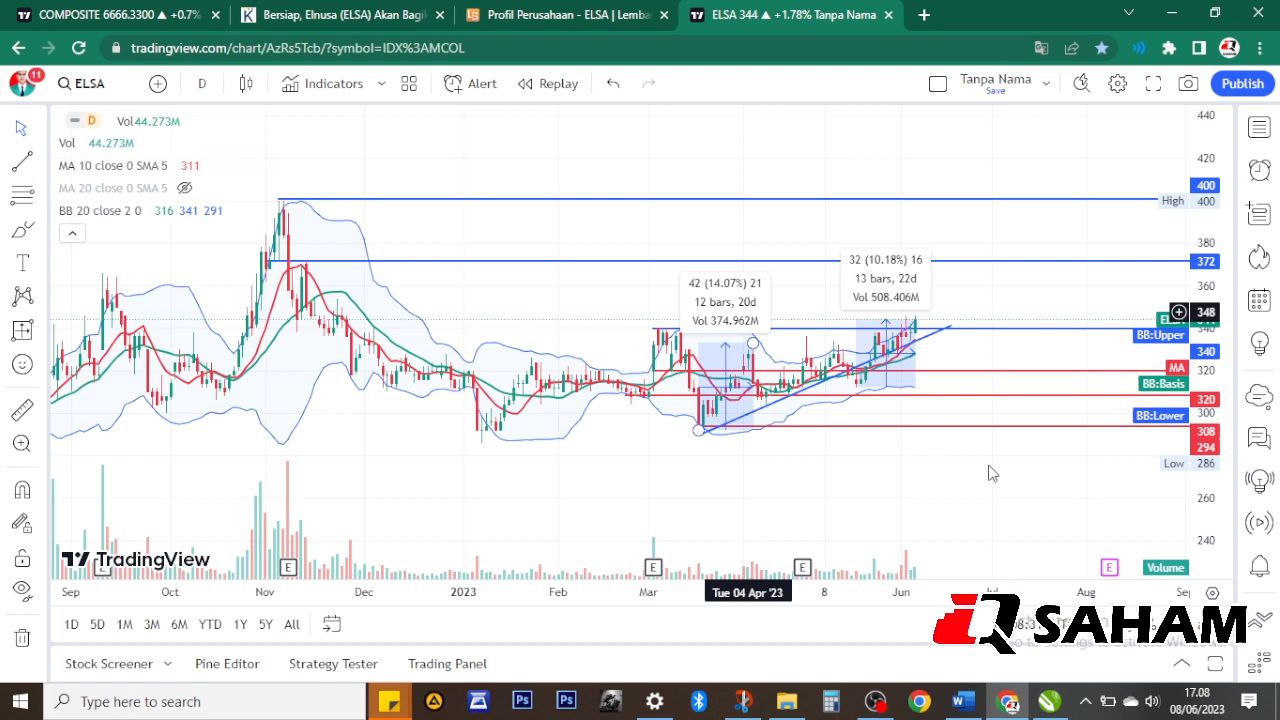 COMPOSITE 6666.3300 ▲ +0.7%
Bersiap, Elnusa (ELSA) Akan Bagi
Profil Perusahaan - ELSA | Lemba
ELSA 344 ▲ +1.78% Tanpa Nama
tradingview.com/chart/AzRs5Tcb/?symbol=IDX%3AMCOL
11
ELSA
D
Indicators
Alert
Replay
Tanpa Nama
Save
Publish
D Vol 44.273M
Vol 44.273M
MA 10 close 0 SMA 5 311
MA 20 close 0 SMA 5
BB 20 close 2 0 316 341 291
42 (14.07%) 21
12 bars, 20d
Vol 374.962M
32 (10.18%) 16
13 bars, 22d
Vol 508.406M
440
420
400
High 400
380
372
360
348
BB:Upper
340
MA
320
BB:Basis
320
300
BB:Lower
308
294
Low 286
260
240
Volume
TradingView
E
E
E
E
E
Sep
Oct
Nov
Dec
2023
Feb
Mar
Tue 04 Apr '23
8
Jun
Jul
Aug
1D 5D 1M 3M 6M YTD 1Y 5Y All
IQ SAHAM
Stock Screener
Pine Editor
Strategy Tester
Trading Panel
Type here to search
17.08
08/06/2023